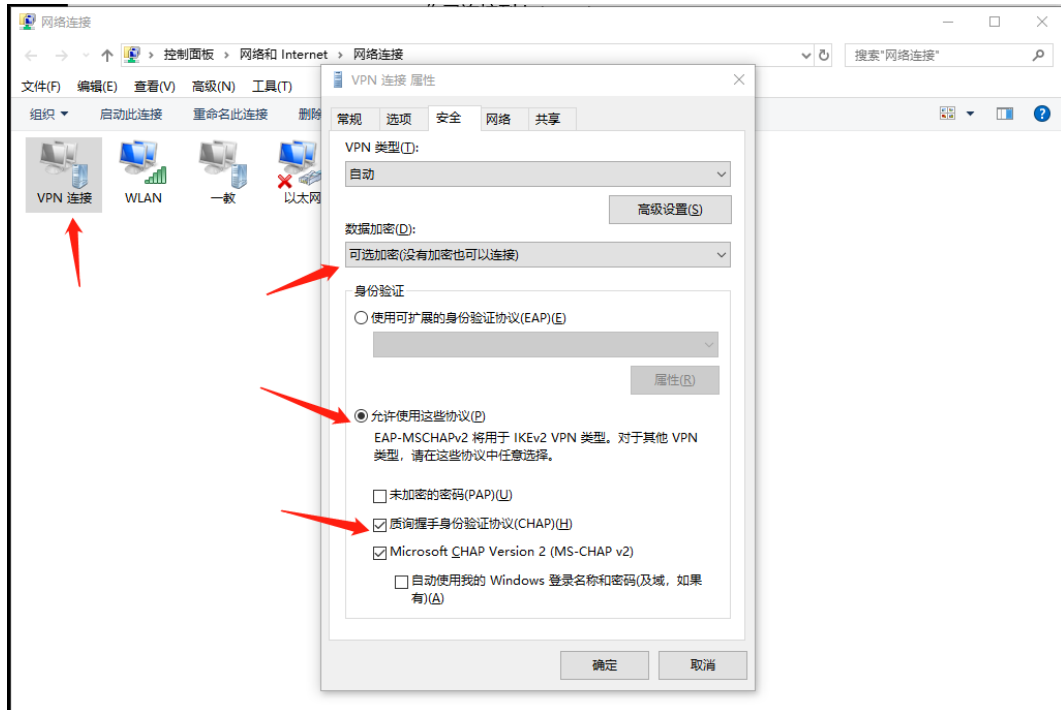 网络连接
控制面板 › 网络和 Internet › 网络连接
搜索"网络连接"
文件(F) 编辑(E) 查看(V) 高级(N) 工具(T)
组织 启动此连接 重命名此连接 删除
VPN 连接
WLAN
一教
以太网
VPN 连接 属性
常规 选项 安全 网络 共享
VPN 类型(T):
自动
高级设置(S)
数据加密(D):
可选加密(没有加密也可以连接)
身份验证
使用可扩展的身份验证协议(EAP)(E)
属性(R)
允许使用这些协议(P)
EAP-MSCHAPv2 将用于 IKEv2 VPN 类型。对于其他 VPN
类型，请在这些协议中任意选择。
未加密的密码(PAP)(U)
质询握手身份验证协议(CHAP)(H)
Microsoft CHAP Version 2 (MS-CHAP v2)
自动使用我的 Windows 登录名称和密码(及域，如果
有)(A)
确定 取消